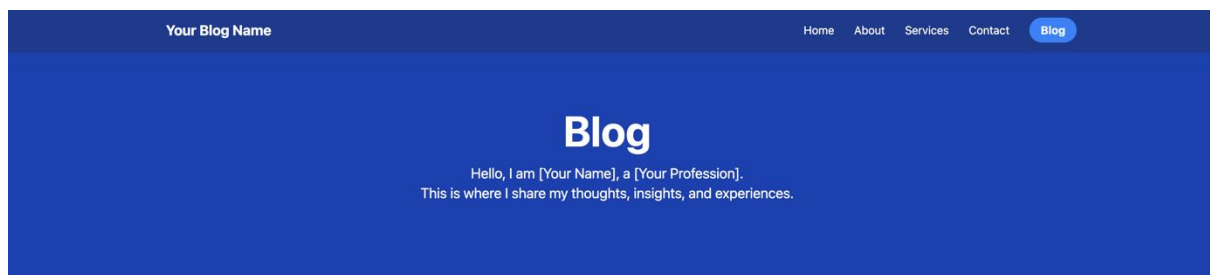 Your Blog Name
Home About Services Contact Blog
Blog
Hello, I am [Your Name], a [Your Profession].
This is where I share my thoughts, insights, and experiences.